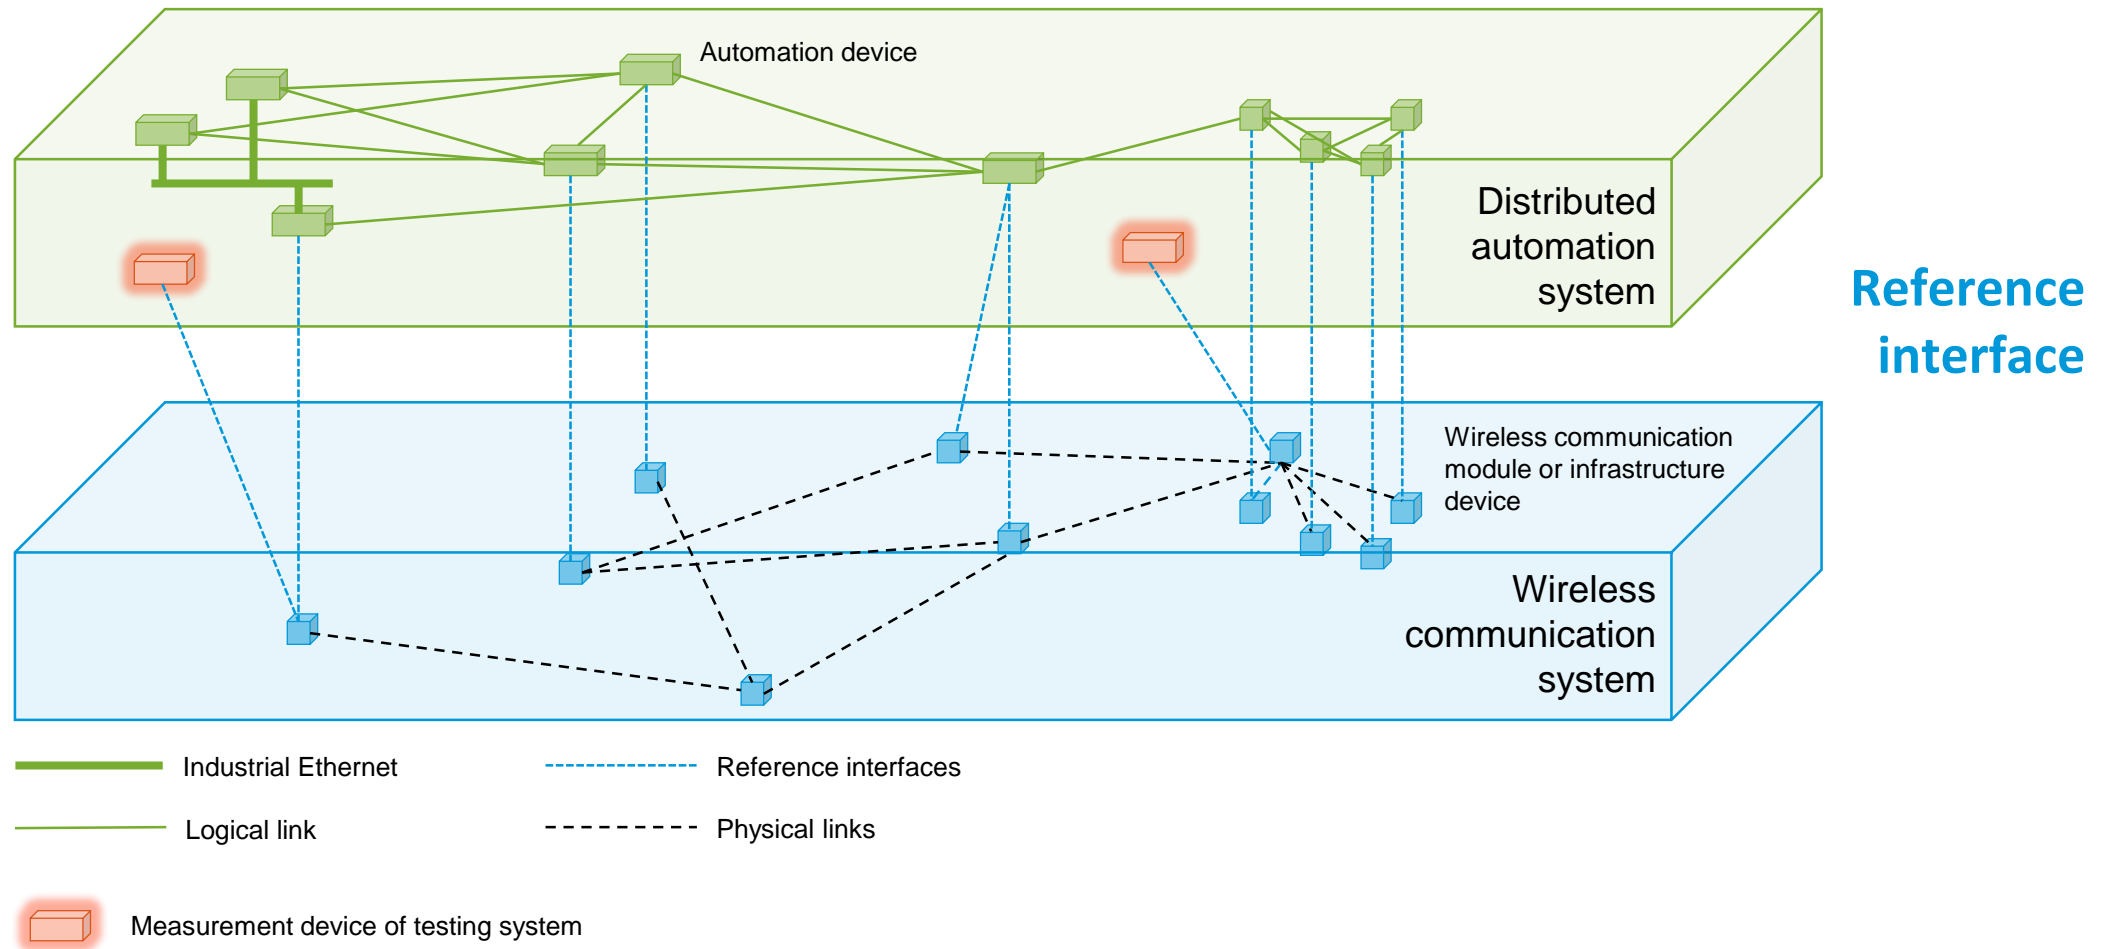 Automation device
Distributed
automation
system
Reference
interface
Wireless communication
module or infrastructure
device
Wireless
communication
system
Industrial Ethernet
Reference interfaces
Logical link
Physical links
Measurement device of testing system